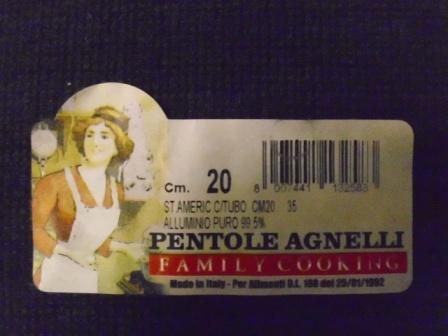 Cm. 20
8 007441 132583
ST AMERIC C/TUBO CM20 35
ALLUMINIO PURO 99.5%
PENTOLE AGNELLI
FAMILY COOKING
Made in Italy - Per Alimenti D.L. 108 del 25/01/1992